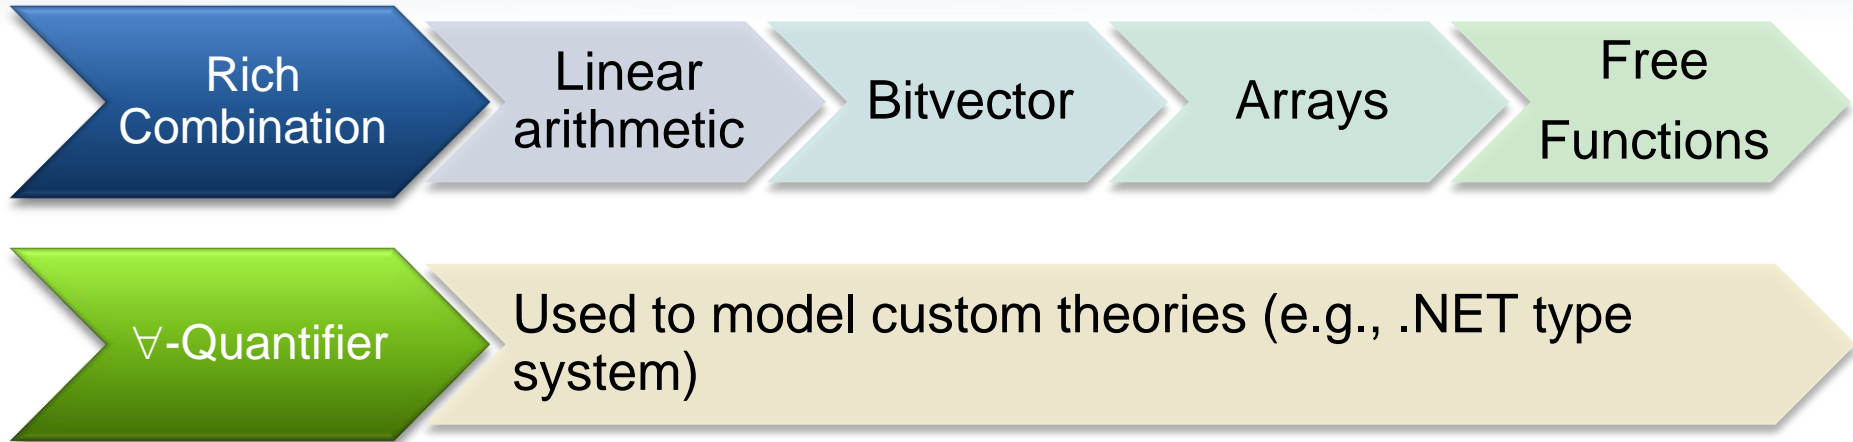 Rich
Combination
Linear
arithmetic
Bitvector
Arrays
Free
Functions
∀-Quantifier
Used to model custom theories (e.g., .NET type
system)